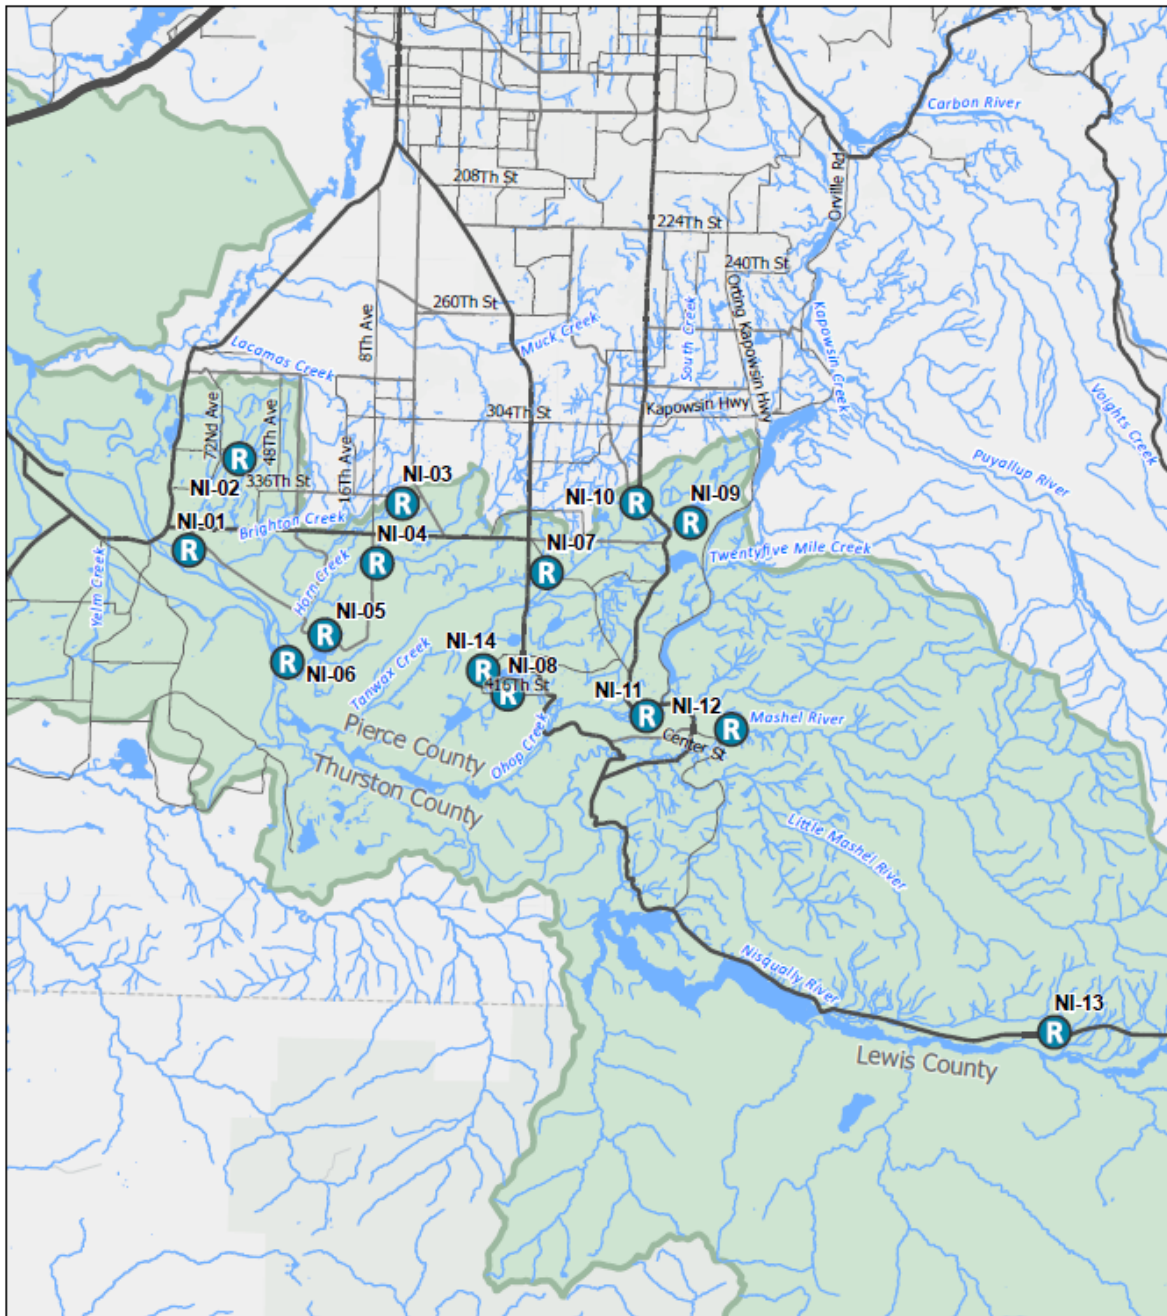 Carbon River
208Th St
Orville Rd
224Th St
240Th St
260Th St
8Th Ave
Muck Creek
South Creek
Orting Kapowsin Hwy
Kapowsin Creek
Lacamas Creek
304Th St
Kapowsin Hwy
Voights Creek
72Nd Ave
48Th Ave
16Th Ave
Puyallup River
336Th St
NI-02
NI-03
NI-10
NI-09
R
R
R
R
NI-01
Brighton Creek
NI-04
NI-07
Twentyfive Mile Creek
R
R
R
Yelm Creek
Horn Creek
NI-05
R
NI-06
R
Tanwax Creek
NI-14
NI-08
R
416Th St
R
NI-11
NI-12
R
R
Mashel River
Center St
Pierce County
Ohop Creek
Thurston County
Little Mashel River
Nisqually River
NI-13
R
Lewis County